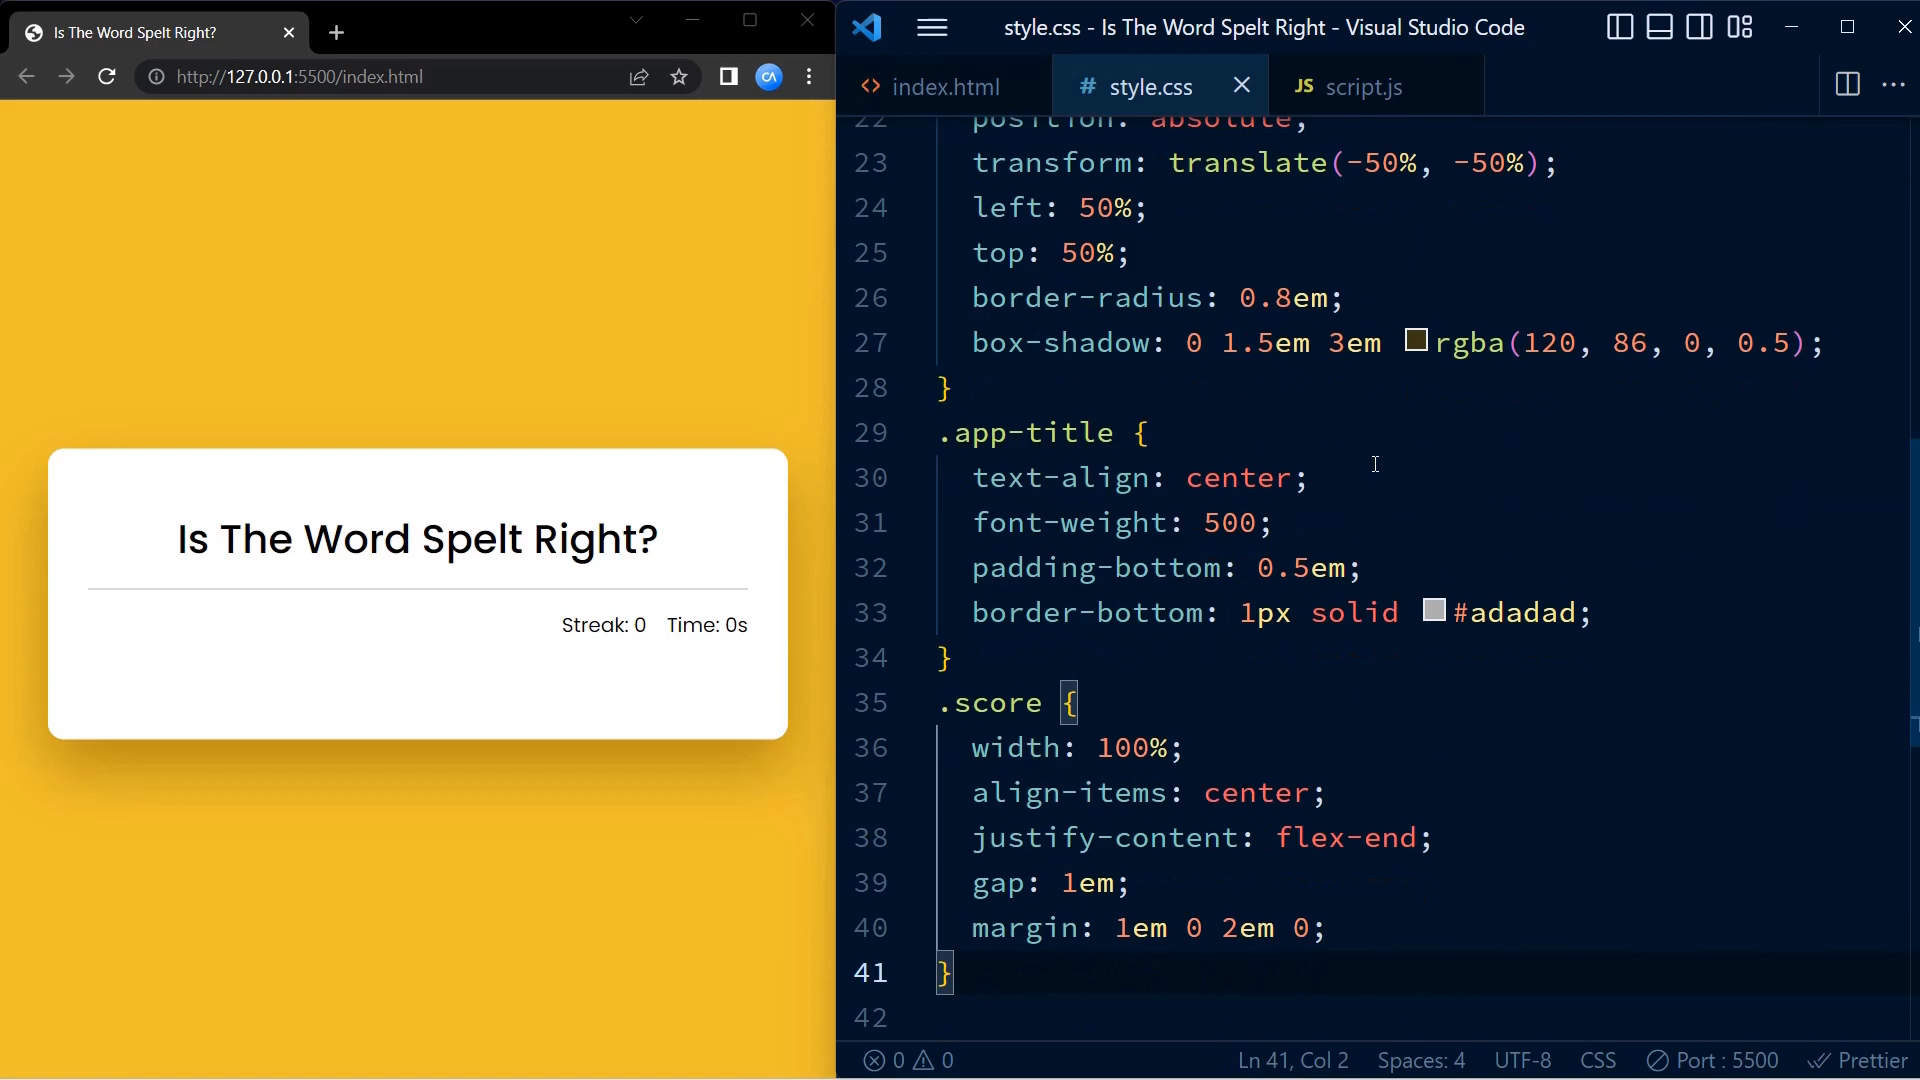 Is The Word Spelt Right?
http://127.0.0.1:5500/index.html
CA
Is The Word Spelt Right?
Streak: 0 Time: 0s
style.css - Is The Word Spelt Right - Visual Studio Code
<> index.html
# style.css
JS script.js
22 position: absolute;
23 transform: translate(-50%, -50%);
24 left: 50%;
25 top: 50%;
26 border-radius: 0.8em;
27 box-shadow: 0 1.5em 3em rgba(120, 86, 0, 0.5);
28 }
29 .app-title {
30 text-align: center;
31 font-weight: 500;
32 padding-bottom: 0.5em;
33 border-bottom: 1px solid #adadad;
34 }
35 .score {
36 width: 100%;
37 align-items: center;
38 justify-content: flex-end;
39 gap: 1em;
40 margin: 1em 0 2em 0;
41 }
42
0 0 Ln 41, Col 2 Spaces: 4 UTF-8 CSS Port : 5500 Prettier